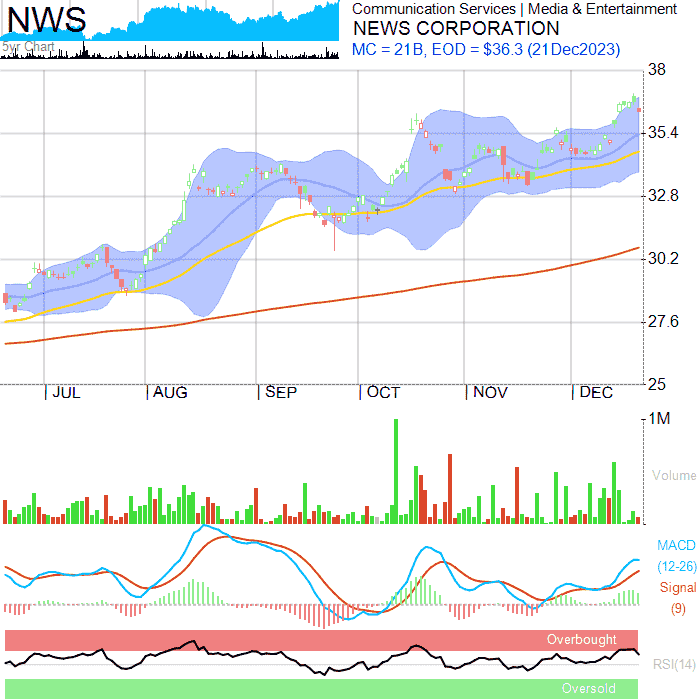 NWS
5yr Chart
Communication Services | Media & Entertainment
NEWS CORPORATION
MC = 21B, EOD = $36.3 (21Dec2023)
38
35.4
32.8
30.2
27.6
25
JUL AUG SEP OCT NOV DEC
1M
Volume
MACD
(12-26)
Signal
(9)
Overbought
RSI(14)
Oversold